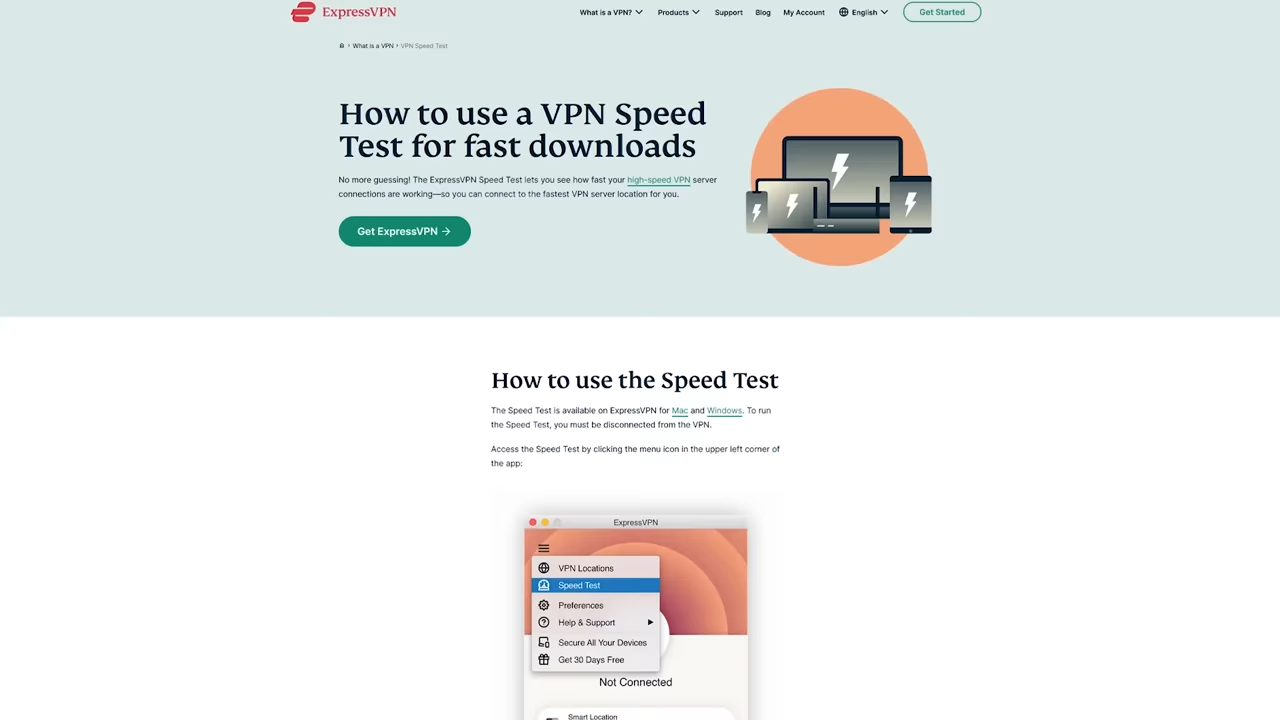 ExpressVPN
What is a VPN? Products Support Blog My Account English Get Started
What is a VPN VPN Speed Test
How to use a VPN Speed
Test for fast downloads
No more guessing! The ExpressVPN Speed Test lets you see how fast your high-speed VPN server
connections are working—so you can connect to the fastest VPN server location for you.
Get ExpressVPN →
How to use the Speed Test
The Speed Test is available on ExpressVPN for Mac and Windows. To run
the Speed Test, you must be disconnected from the VPN.
Access the Speed Test by clicking the menu icon in the upper left corner of
the app:
ExpressVPN
VPN Locations
Speed Test
Preferences
Help & Support
Secure All Your Devices
Get 30 Days Free
Not Connected
Smart Location